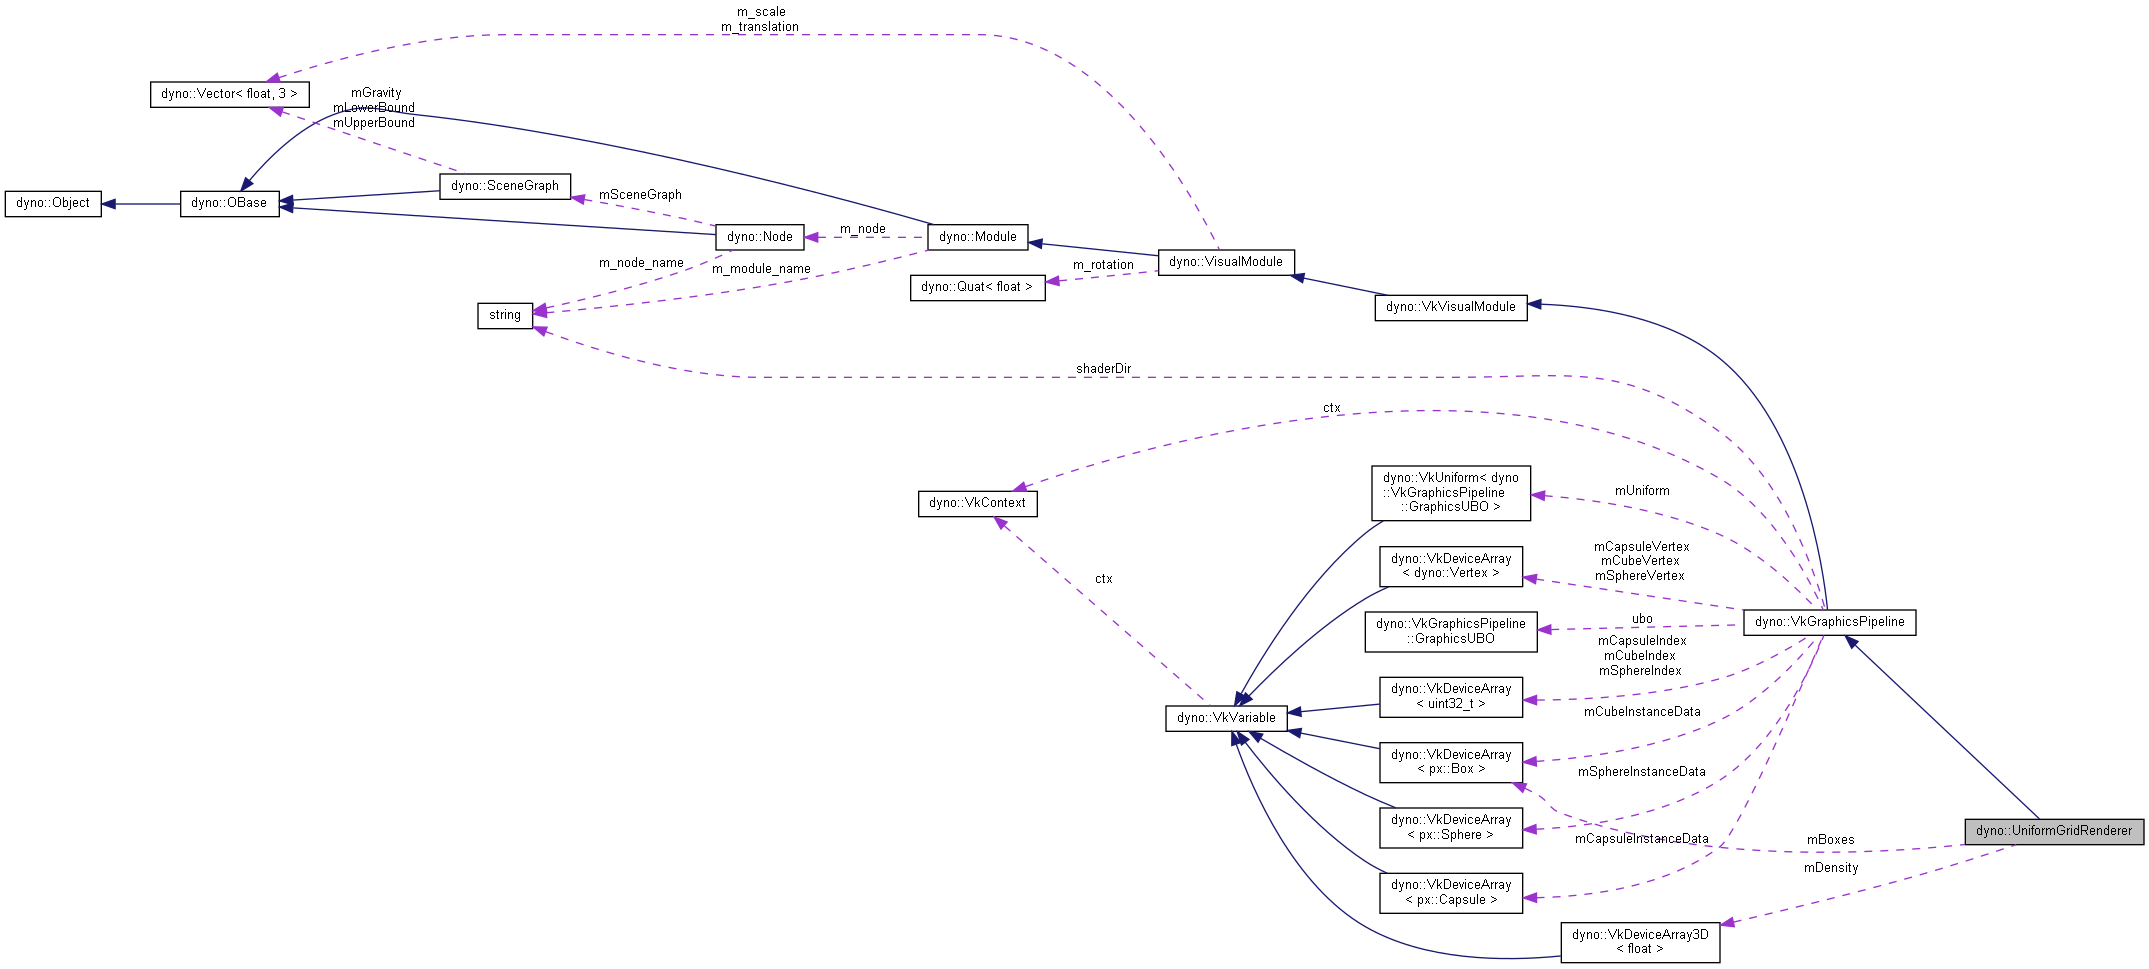 m_scale
m_translation
dyno::Vector< float, 3 >
mGravity
mLowerBound
mUpperBound
dyno::SceneGraph
mSceneGraph
dyno::Object
dyno::OBase
dyno::Node
m_node
dyno::Module
m_node_name
m_module_name
m_rotation
dyno::VisualModule
dyno::Quat< float >
string
dyno::VkVisualModule
shaderDir
ctx
dyno::VkContext
dyno::VkUniform< dyno
::VkGraphicsPipeline
::GraphicsUBO >
mUniform
ctx
dyno::VkDeviceArray
< dyno::Vertex >
mCapsuleVertex
mCubeVertex
mSphereVertex
dyno::VkGraphicsPipeline
::GraphicsUBO
ubo
dyno::VkGraphicsPipeline
mCapsuleIndex
mCubeIndex
mSphereIndex
dyno::VkDeviceArray
< uint32_t >
dyno::VkVariable
mCubeInstanceData
dyno::VkDeviceArray
< px::Box >
mSphereInstanceData
dyno::VkDeviceArray
< px::Sphere >
mCapsuleInstanceData
mBoxes
dyno::UniformGridRenderer
mDensity
dyno::VkDeviceArray
< px::Capsule >
dyno::VkDeviceArray3D
< float >